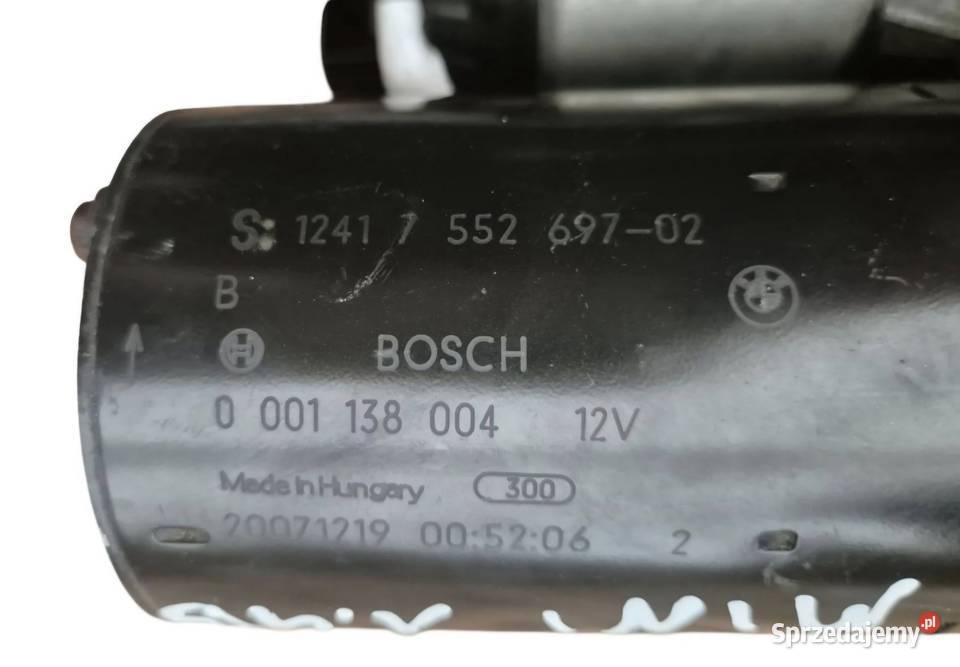 S: 1241 7 552 697-02
B
BOSCH
0 001 138 004 12V
Made in Hungary 300
20071219 00:52:06 2
Sprzedajemy.pl